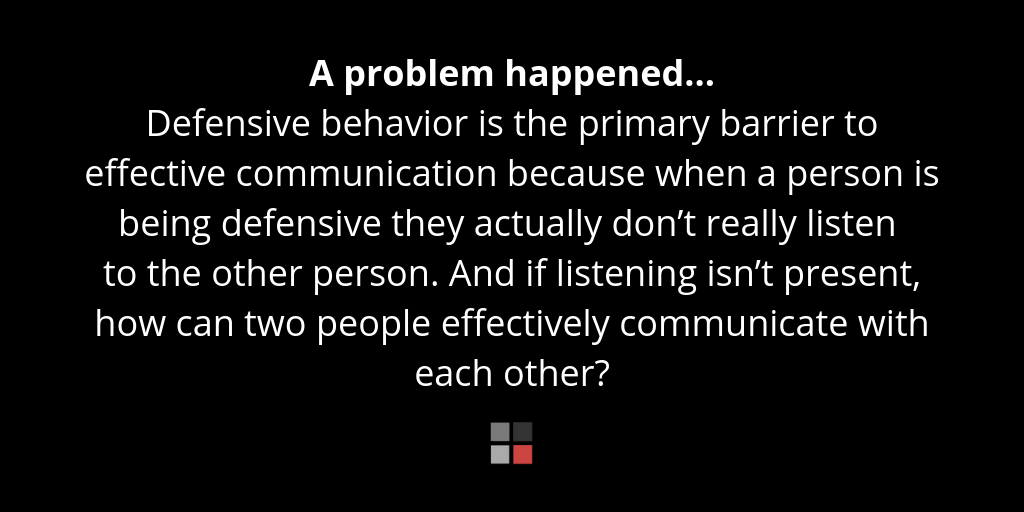 A problem happened...
Defensive behavior is the primary barrier to
effective communication because when a person is
being defensive they actually don’t really listen
to the other person. And if listening isn’t present,
how can two people effectively communicate with
each other?